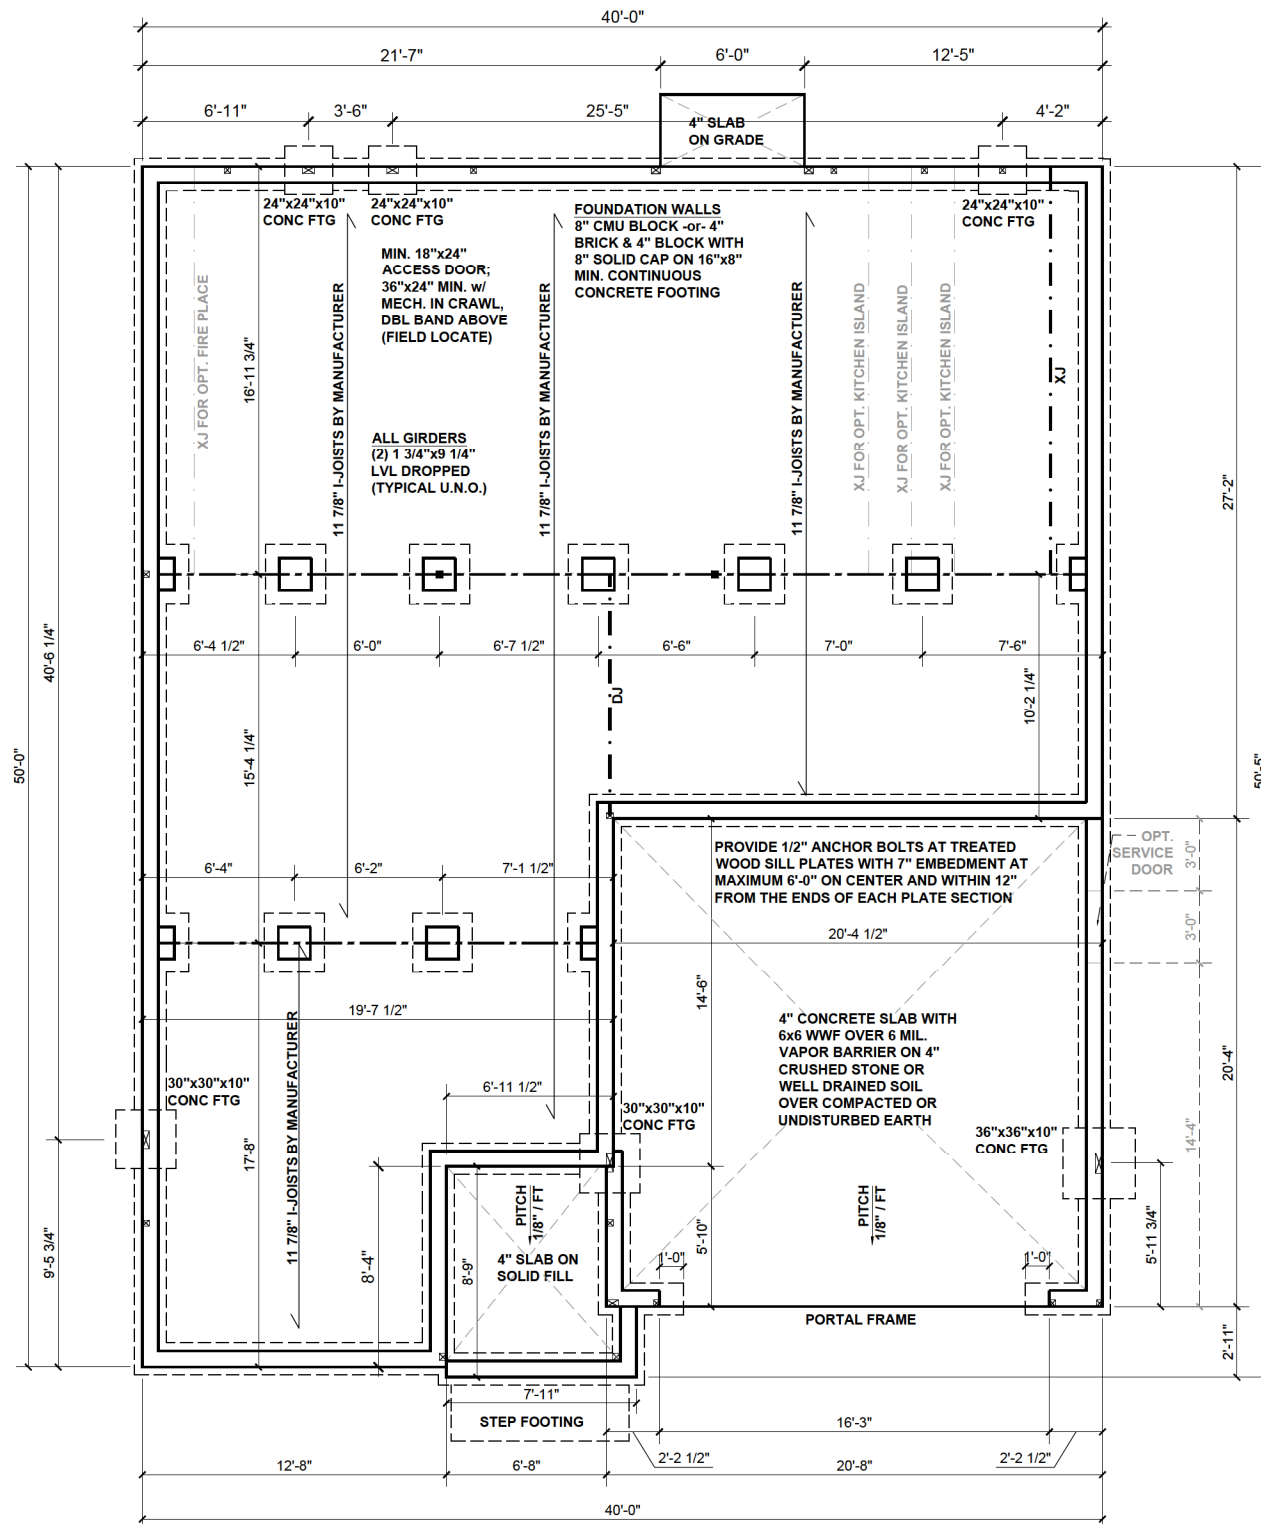 40'-0"
21'-7"
6'-0"
12'-5"
6'-11"
3'-6"
25'-5"
4'-2"
4" SLAB
ON GRADE
24"x24"x10"
CONC FTG
24"x24"x10"
CONC FTG
FOUNDATION WALLS
8" CMU BLOCK -or- 4"
BRICK & 4" BLOCK WITH
8" SOLID CAP ON 16"x8"
MIN. CONTINUOUS
CONCRETE FOOTING
24"x24"x10"
CONC FTG
MIN. 18"x24"
ACCESS DOOR;
36"x24" MIN. w/
MECH. IN CRAWL,
DBL BAND ABOVE
(FIELD LOCATE)
XJ FOR OPT. FIRE PLACE
16'-11 3/4"
11 7/8" I-JOISTS BY MANUFACTURER
11 7/8" I-JOISTS BY MANUFACTURER
11 7/8" I-JOISTS BY MANUFACTURER
XJ FOR OPT. KITCHEN ISLAND
XJ FOR OPT. KITCHEN ISLAND
XJ FOR OPT. KITCHEN ISLAND
XJ
ALL GIRDERS
(2) 1 3/4"x9 1/4"
LVL DROPPED
(TYPICAL U.N.O.)
27'-2"
40'-6 1/4"
50'-0"
50'-5"
6'-4 1/2"
6'-0"
6'-7 1/2"
6'-6"
7'-0"
7'-6"
DJ
10'-2 1/4"
15'-4 1/4"
PROVIDE 1/2" ANCHOR BOLTS AT TREATED
WOOD SILL PLATES WITH 7" EMBEDMENT AT
MAXIMUM 6'-0" ON CENTER AND WITHIN 12"
FROM THE ENDS OF EACH PLATE SECTION
OPT.
SERVICE
DOOR
3'-0"
3'-0"
6'-4"
6'-2"
7'-1 1/2"
20'-4 1/2"
14'-6"
19'-7 1/2"
4" CONCRETE SLAB WITH
6x6 WWF OVER 6 MIL.
VAPOR BARRIER ON 4"
CRUSHED STONE OR
WELL DRAINED SOIL
OVER COMPACTED OR
UNDISTURBED EARTH
30"x30"x10"
CONC FTG
6'-11 1/2"
30"x30"x10"
CONC FTG
36"x36"x10"
CONC FTG
20'-4"
14'-4"
11 7/8" I-JOISTS BY MANUFACTURER
17'-8"
9'-5 3/4"
8'-4"
8'-9"
PITCH
1/8" / FT
4" SLAB ON
SOLID FILL
5'-10"
PITCH
1/8" / FT
5'-11 3/4"
1'-0"
1'-0"
PORTAL FRAME
2'-11"
7'-11"
STEP FOOTING
16'-3"
2'-2 1/2"
2'-2 1/2"
12'-8"
6'-8"
20'-8"
40'-0"